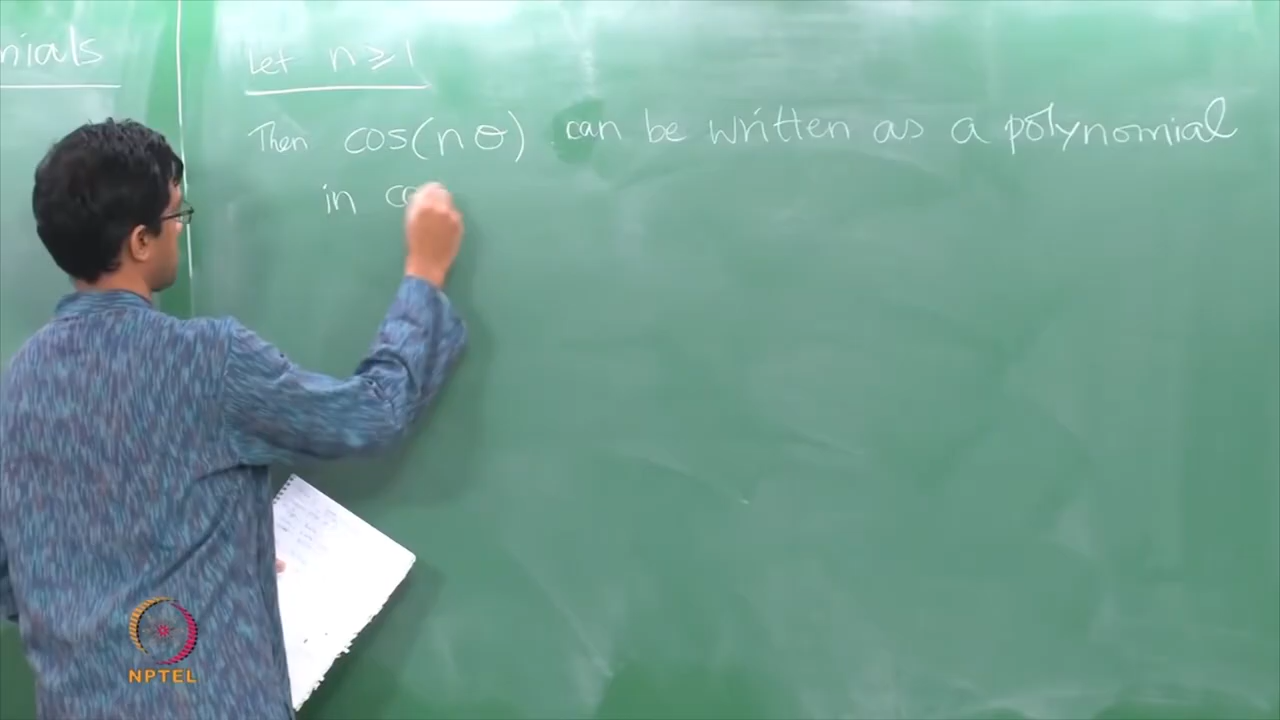 nials
Let n ≥ 1
Then cos(nθ) can be written as a polynomial
in co
NPTEL